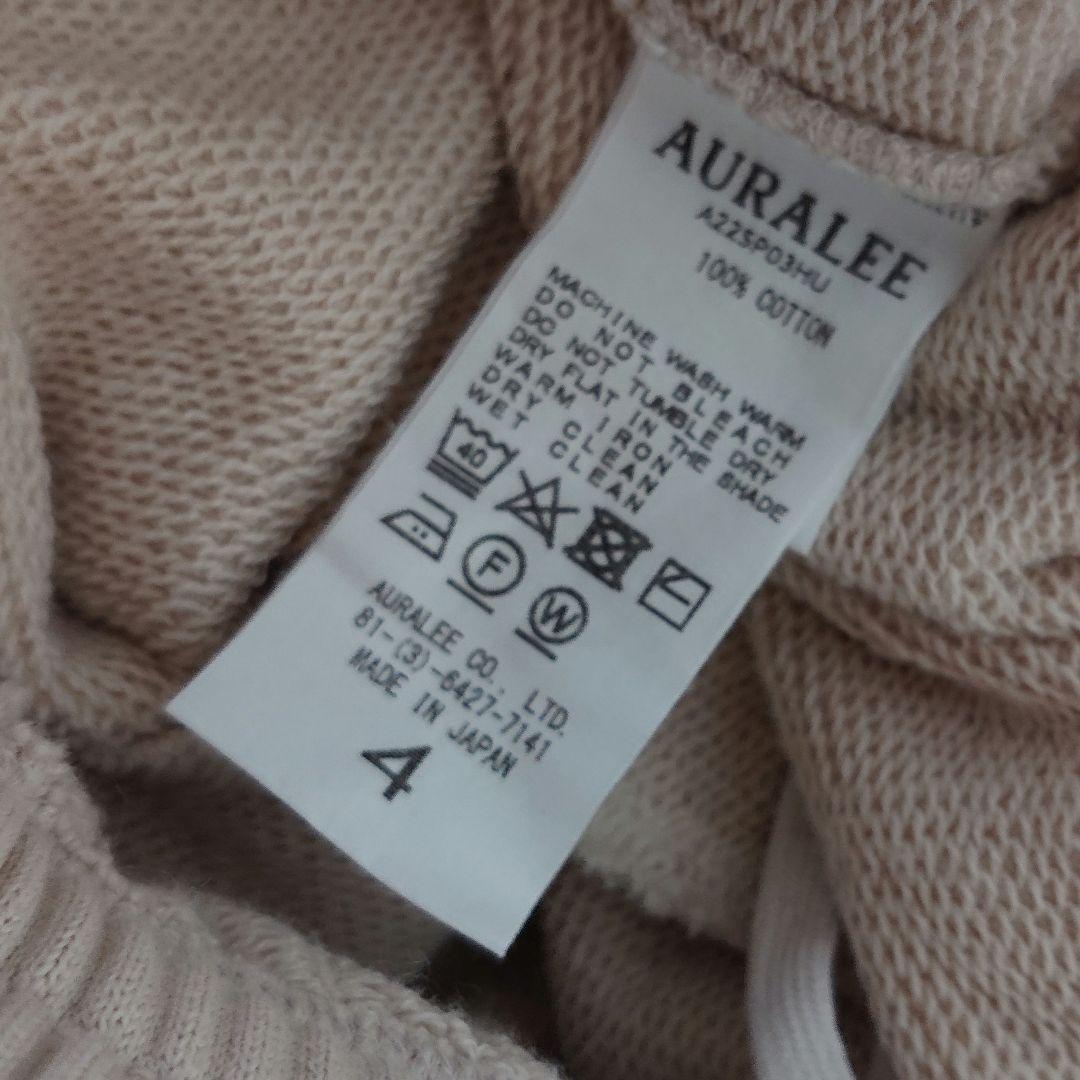 AURALEE
A22SP03HU
100% COTTON
MACHINE WASH WARM
DO NOT BLEACH
DO NOT TUMBLE DRY
DRY FLAT IN THE SHADE
WARM IRON
DRY CLEAN
WET CLEAN
40
F
W
AURALEE CO., LTD.
81-(3)-6427-7141
MADE IN JAPAN
4